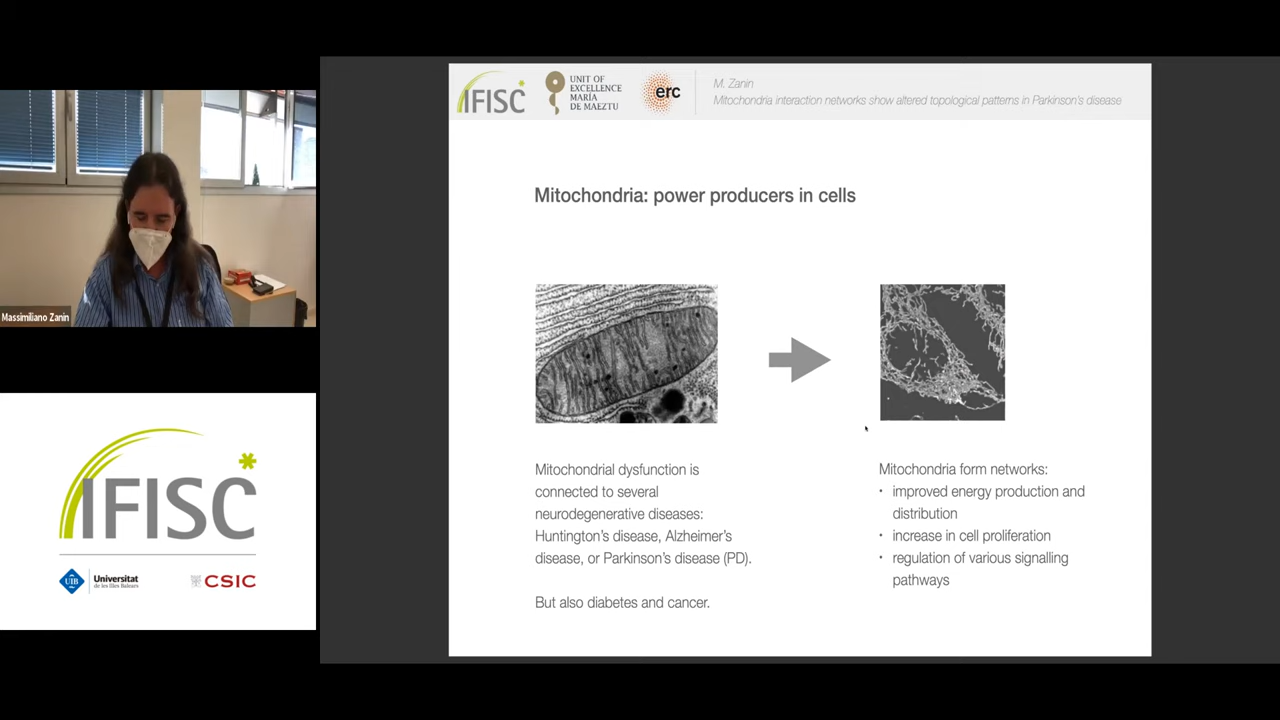 IFISC
UNIT OF
EXCELLENCE
MARÍA
DE MAEZTU
erc
M. Zanin
Mitochondria interaction networks show altered topological patterns in Parkinson's disease
Mitochondria: power producers in cells
Mitochondrial dysfunction is
connected to several
neurodegenerative diseases:
Huntington's disease, Alzheimer's
disease, or Parkinson's disease (PD).
But also diabetes and cancer.
Mitochondria form networks:
• improved energy production and
distribution
• increase in cell proliferation
• regulation of various signalling
pathways
Massimiliano Zanin
IFISC
UIB
Universitat
de les Illes Balears
CSIC